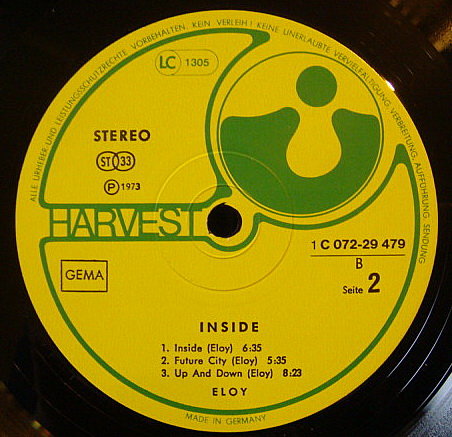 ALLE URHEBER UND LEISTUNGSSCHUTZRECHTE VORBEHALTEN. KEIN VERLEIH! KEINE UNERLAUBTE VERVIELFÄLTIGUNG, VERBREITUNG, AUFFÜHRUNG, SENDUNG
LC 1305
STEREO
ST 33
P 1973
HARVEST
1 C 072-29 479
B
Seite 2
GEMA
INSIDE
1. Inside (Eloy) 6:35
2. Future City (Eloy) 5:35
3. Up And Down (Eloy) 8:23
ELOY
MADE IN GERMANY